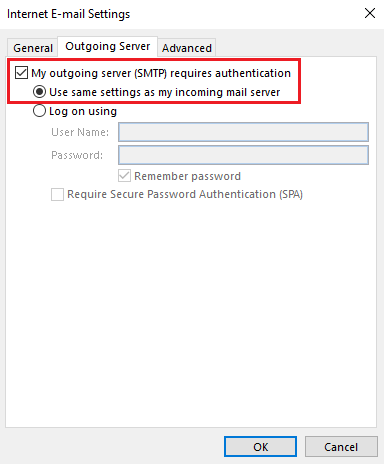 Internet E-mail Settings
General Outgoing Server Advanced
My outgoing server (SMTP) requires authentication
Use same settings as my incoming mail server
Log on using
User Name:
Password:
Remember password
Require Secure Password Authentication (SPA)
OK Cancel